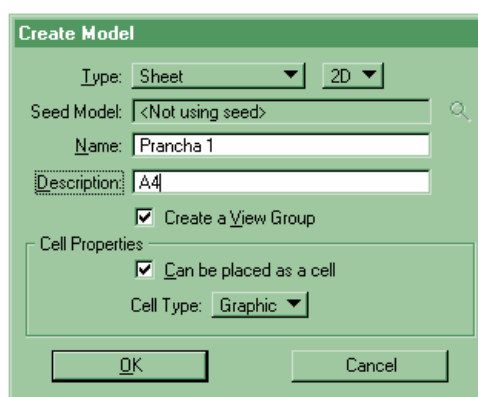 Create Model
Type: Sheet 2D
Seed Model: <Not using seed>
Name: Prancha 1
Description: A4
Create a View Group
Cell Properties
Can be placed as a cell
Cell Type: Graphic
OK Cancel